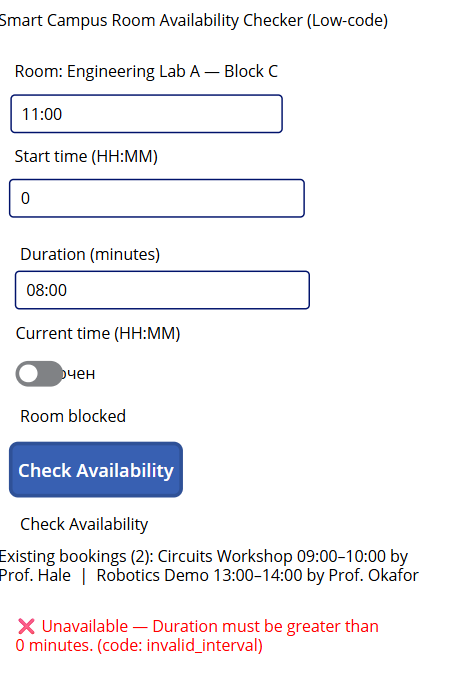 Smart Campus Room Availability Checker (Low-code)
Room: Engineering Lab A — Block C
11:00
Start time (HH:MM)
0
Duration (minutes)
08:00
Current time (HH:MM)
Room blocked
Check Availability
Check Availability
Existing bookings (2): Circuits Workshop 09:00–10:00 by
Prof. Hale | Robotics Demo 13:00–14:00 by Prof. Okafor
❌ Unavailable — Duration must be greater than
0 minutes. (code: invalid_interval)